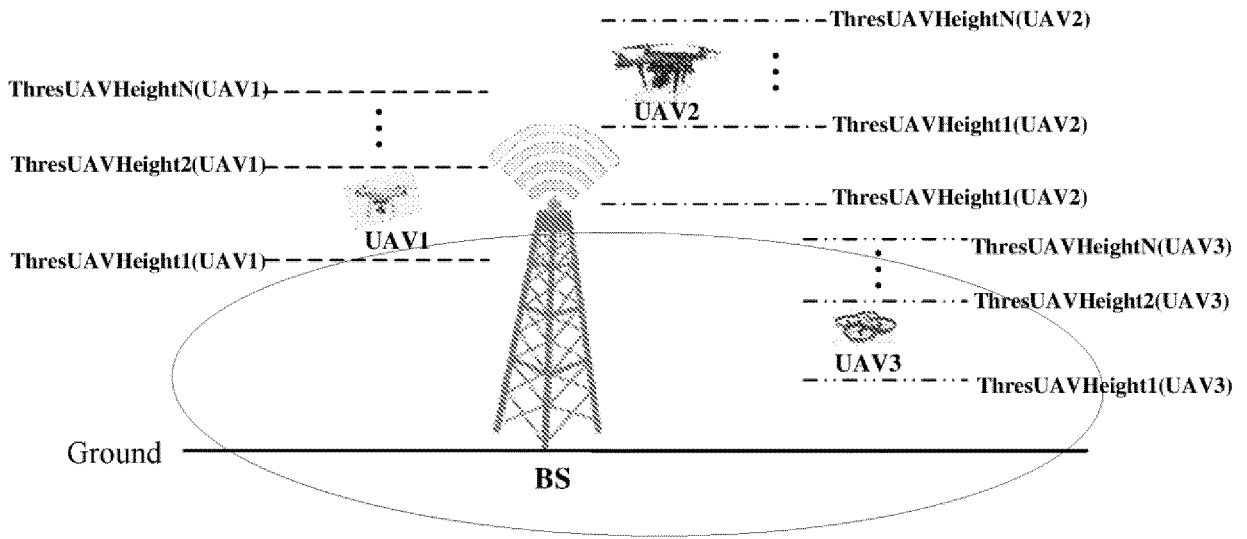 ThresUAVHeightN(UAV2)
ThresUAVHeightN(UAV1)
UAV2
ThresUAVHeight1(UAV2)
ThresUAVHeight2(UAV1)
ThresUAVHeight1(UAV2)
UAV1
ThresUAVHeightN(UAV3)
ThresUAVHeight1(UAV1)
ThresUAVHeight2(UAV3)
UAV3
ThresUAVHeight1(UAV3)
Ground
BS